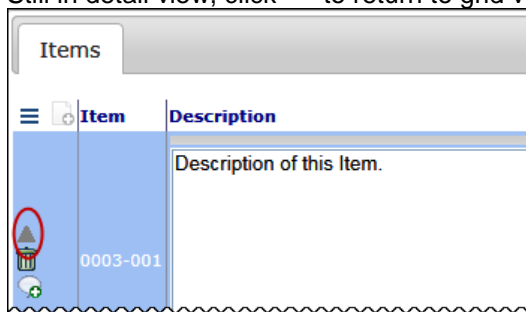 Still in detail view, click to return to grid v
Items
Item Description
Description of this Item.
0003-001